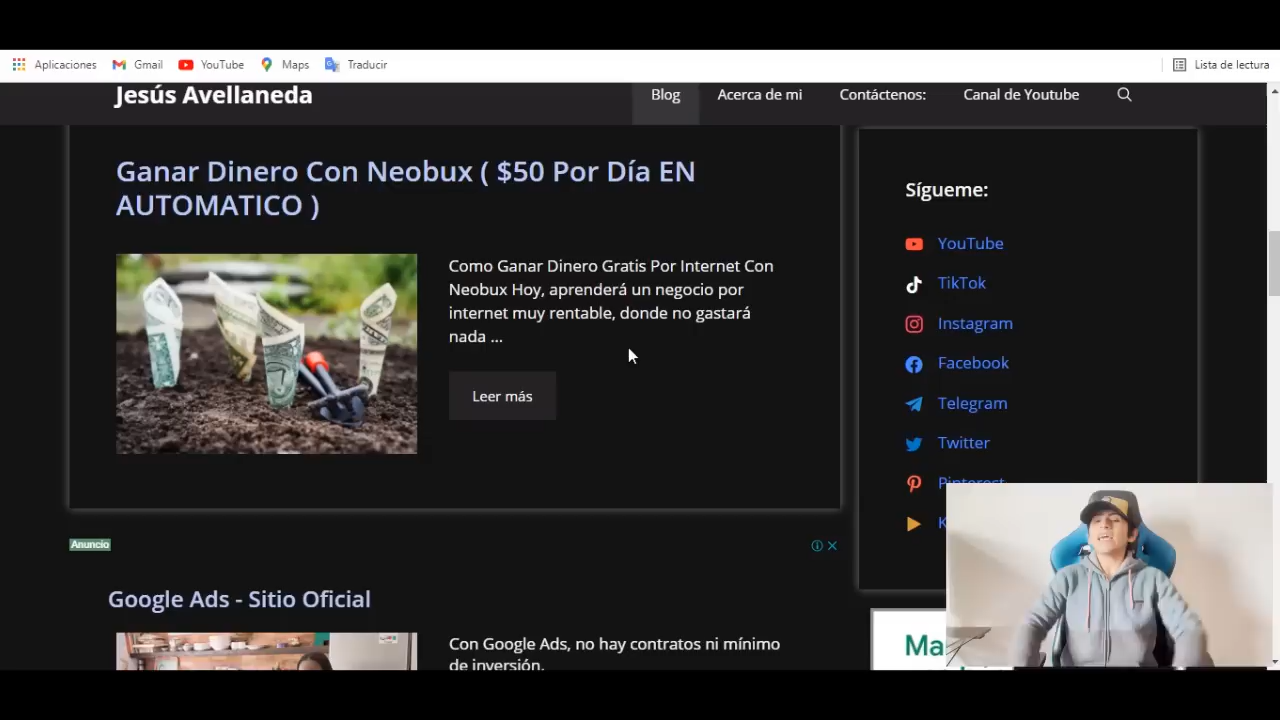 Aplicaciones
Gmail
YouTube
Maps
Traducir
Lista de lectura
Jesús Avellaneda
Blog
Acerca de mi
Contáctenos:
Canal de Youtube
Ganar Dinero Con Neobux ( $50 Por Día EN
AUTOMATICO )
Como Ganar Dinero Gratis Por Internet Con
Neobux Hoy, aprenderá un negocio por
internet muy rentable, donde no gastará
nada ...
Leer más
Sígueme:
YouTube
TikTok
Instagram
Facebook
Telegram
Twitter
Pinterest
K
Anuncio
Google Ads - Sitio Oficial
Con Google Ads, no hay contratos ni mínimo
de inversión.
Ma